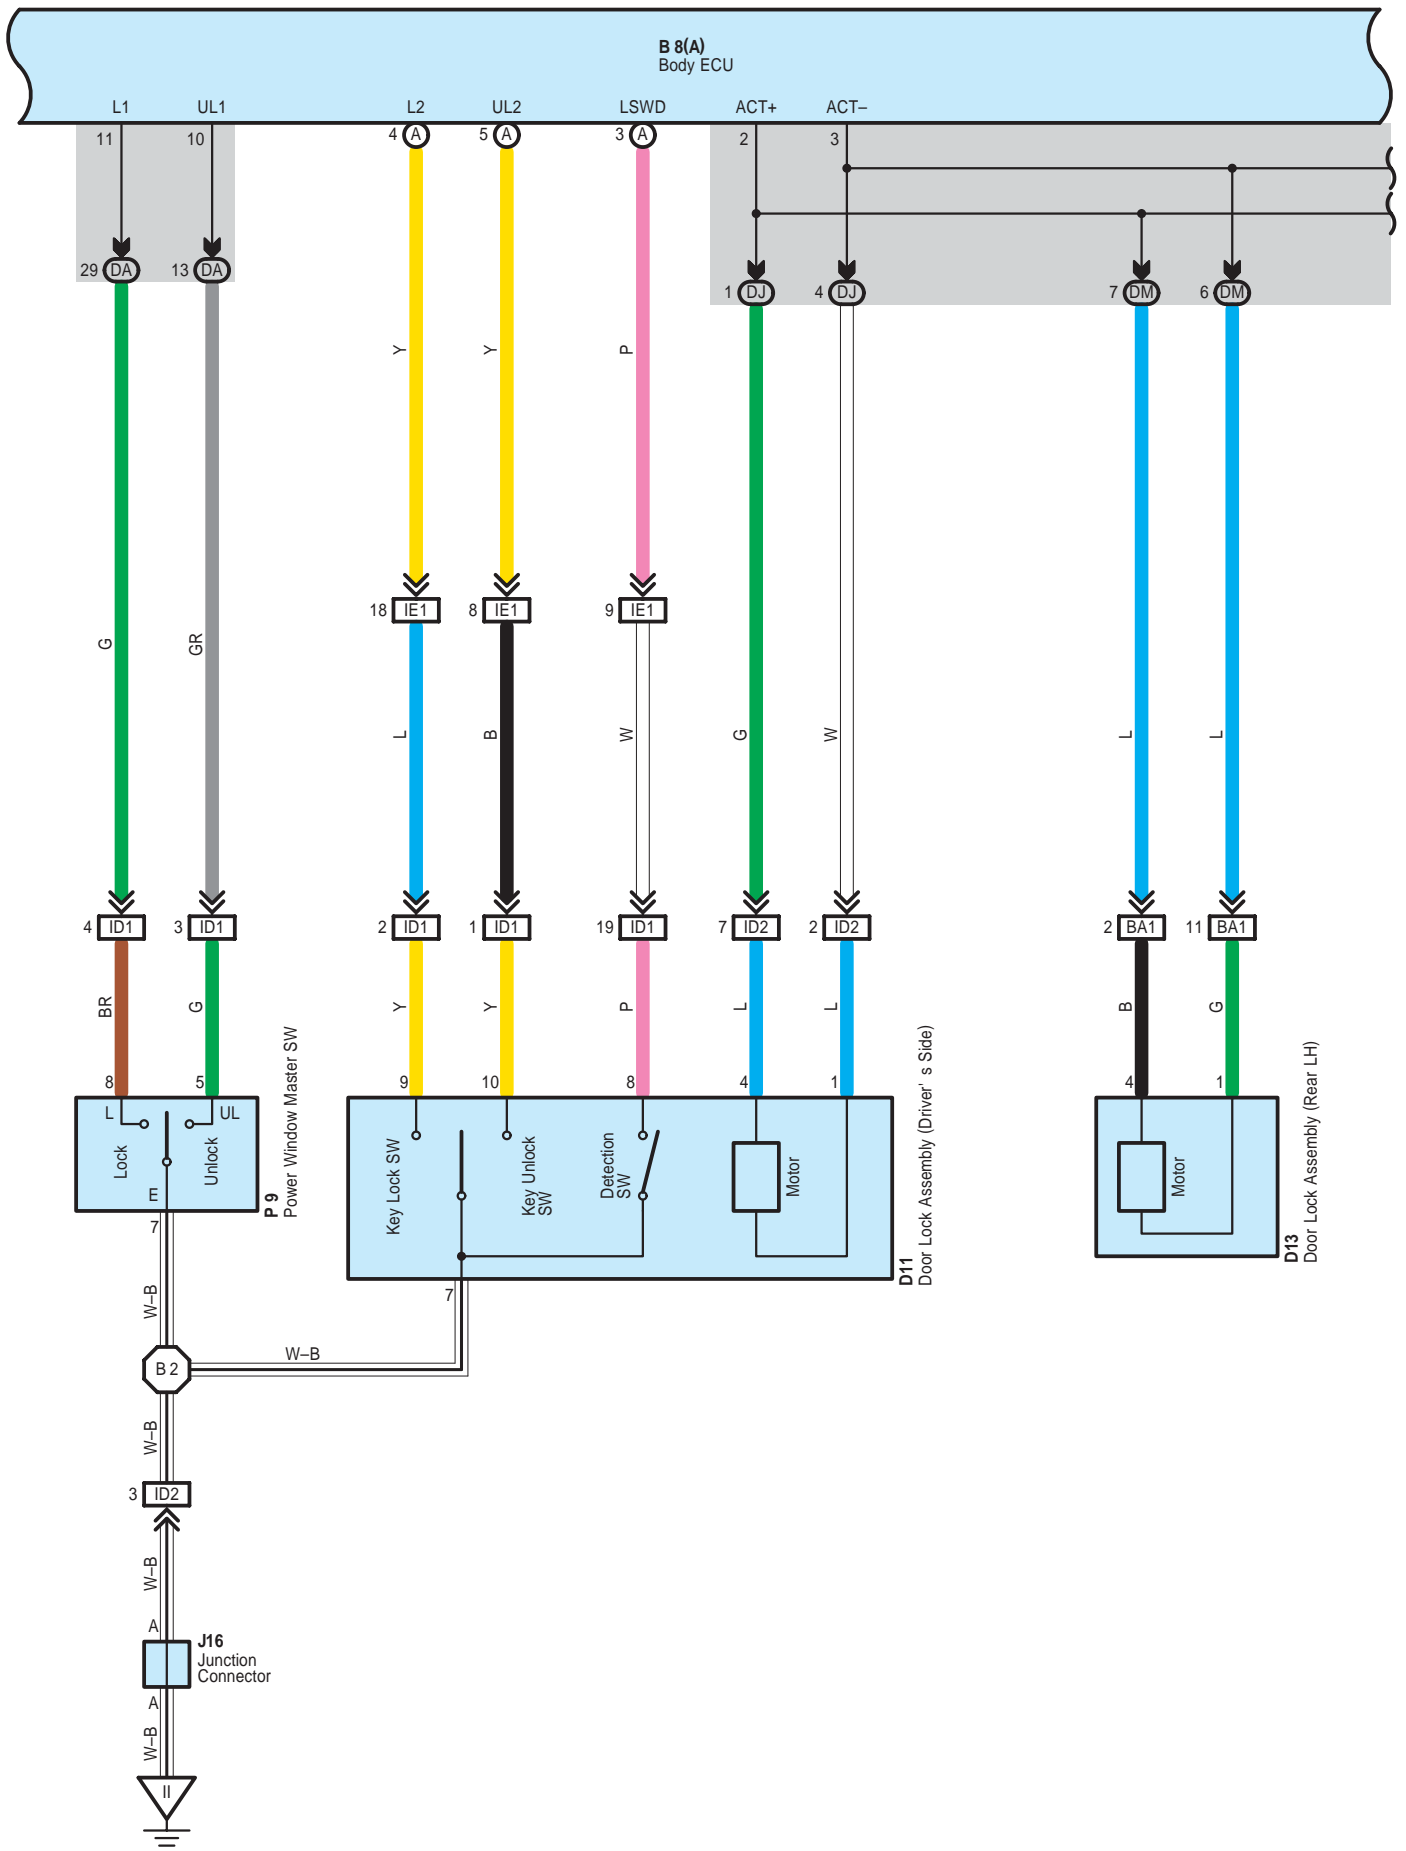 B 8(A)
Body ECU
L1
UL1
L2
UL2
LSWD
ACT+
ACT–
11
10
4 A
5 A
3 A
2
3
29 DA
13 DA
1 DJ
4 DJ
7 DM
6 DM
Y
Y
P
18 IE1
8 IE1
9 IE1
G
GR
L
B
W
G
W
L
L
4 ID1
3 ID1
2 ID1
1 ID1
19 ID1
7 ID2
2 ID2
2 BA1
11 BA1
BR
G
Y
Y
P
L
L
B
G
8
5
9
10
8
4
1
4
1
L
UL
Lock
Unlock
E
P 9
Power Window Master SW
Key Lock SW
Key Unlock
SW
Detection
SW
Motor
D11
Door Lock Assembly (Driver' s Side)
Motor
D13
Door Lock Assembly (Rear LH)
7
7
W–B
W–B
B 2
W–B
3 ID2
W–B
A
J16
Junction
Connector
A
W–B
II